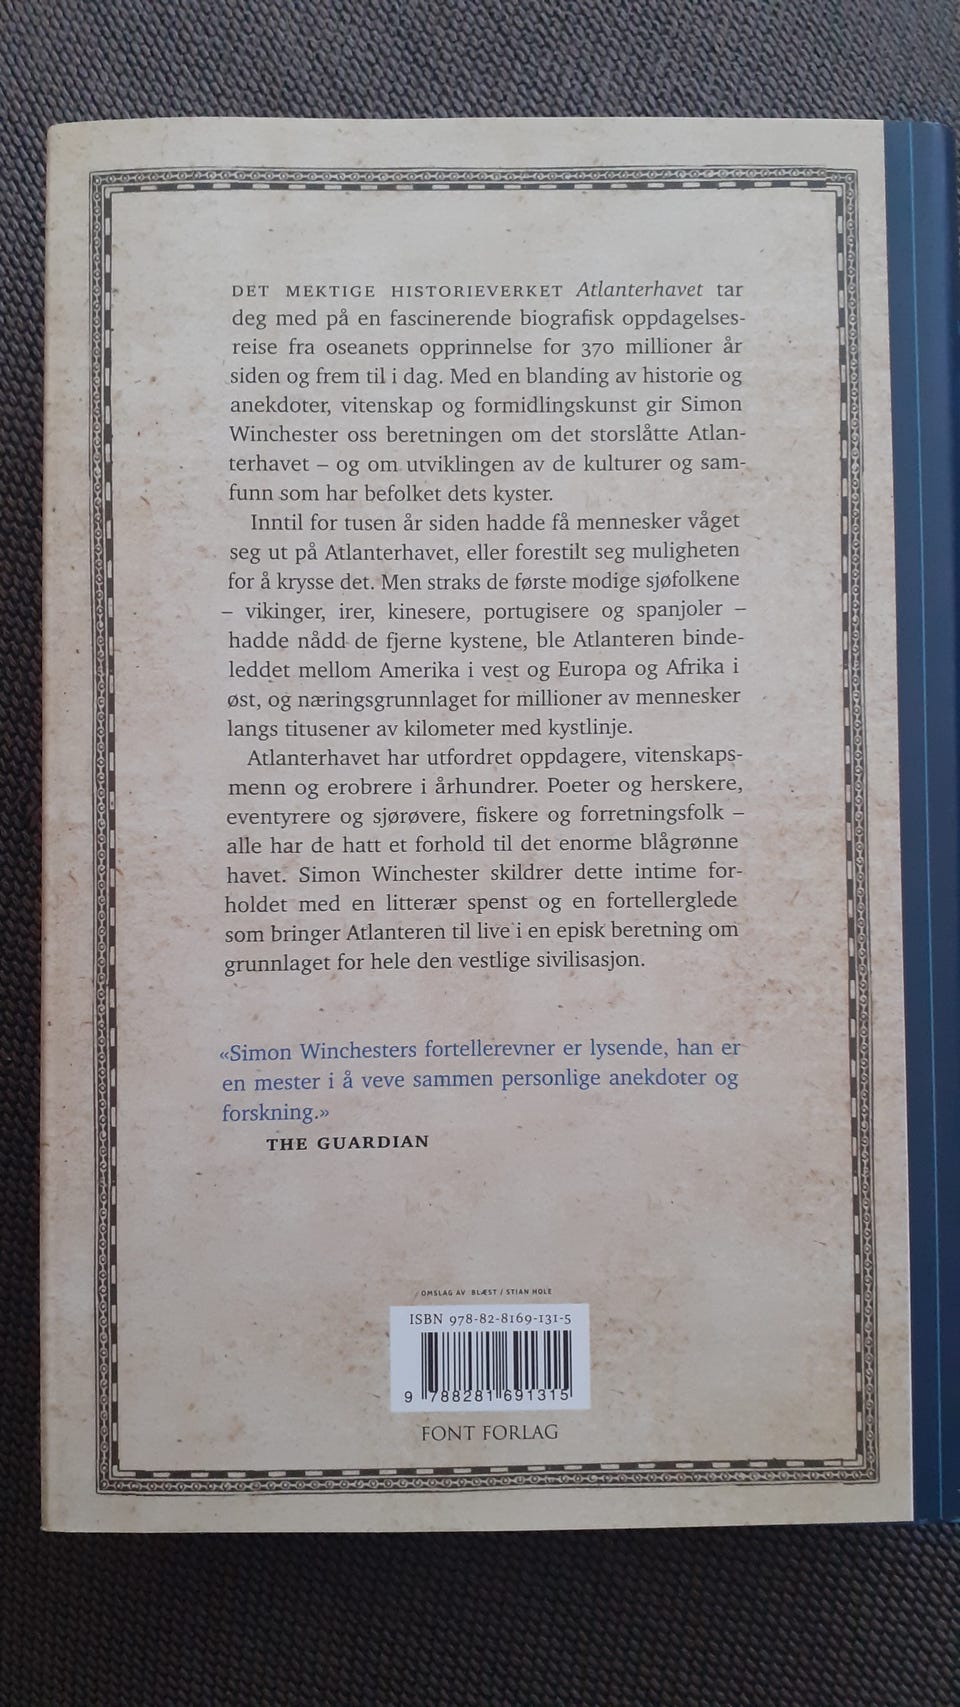 DET MEKTIGE HISTORIEVERKET Atlanterhavet tar
deg med på en fascinerende biografisk oppdagelses-
reise fra oseanets opprinnelse for 370 millioner år
siden og frem til i dag. Med en blanding av historie og
anekdoter, vitenskap og formidlingskunst gir Simon
Winchester oss beretningen om det storslåtte Atlan-
terhavet – og om utviklingen av de kulturer og sam-
funn som har befolket dets kyster.
Inntil for tusen år siden hadde få mennesker våget
seg ut på Atlanterhavet, eller forestilt seg muligheten
for å krysse det. Men straks de første modige sjøfolkene
– vikinger, irer, kinesere, portugisere og spanjoler –
hadde nådd de fjerne kystene, ble Atlanteren binde-
leddet mellom Amerika i vest og Europa og Afrika i
øst, og næringsgrunnlaget for millioner av mennesker
langs titusener av kilometer med kystlinje.
Atlanterhavet har utfordret oppdagere, vitenskaps-
menn og erobrere i århundrer. Poeter og herskere,
eventyrere og sjørøvere, fiskere og forretningsfolk –
alle har de hatt et forhold til det enorme blågrønne
havet. Simon Winchester skildrer dette intime for-
holdet med en litterær spenst og en fortellerglede
som bringer Atlanteren til live i en episk beretning om
grunnlaget for hele den vestlige sivilisasjon.
«Simon Winchesters fortellerevner er lysende, han er
en mester i å veve sammen personlige anekdoter og
forskning.»
THE GUARDIAN
OMSLAG AV BLÆST / STIAN HOLE
ISBN 978-82-8169-131-5
9 788281 691315
FONT FORLAG